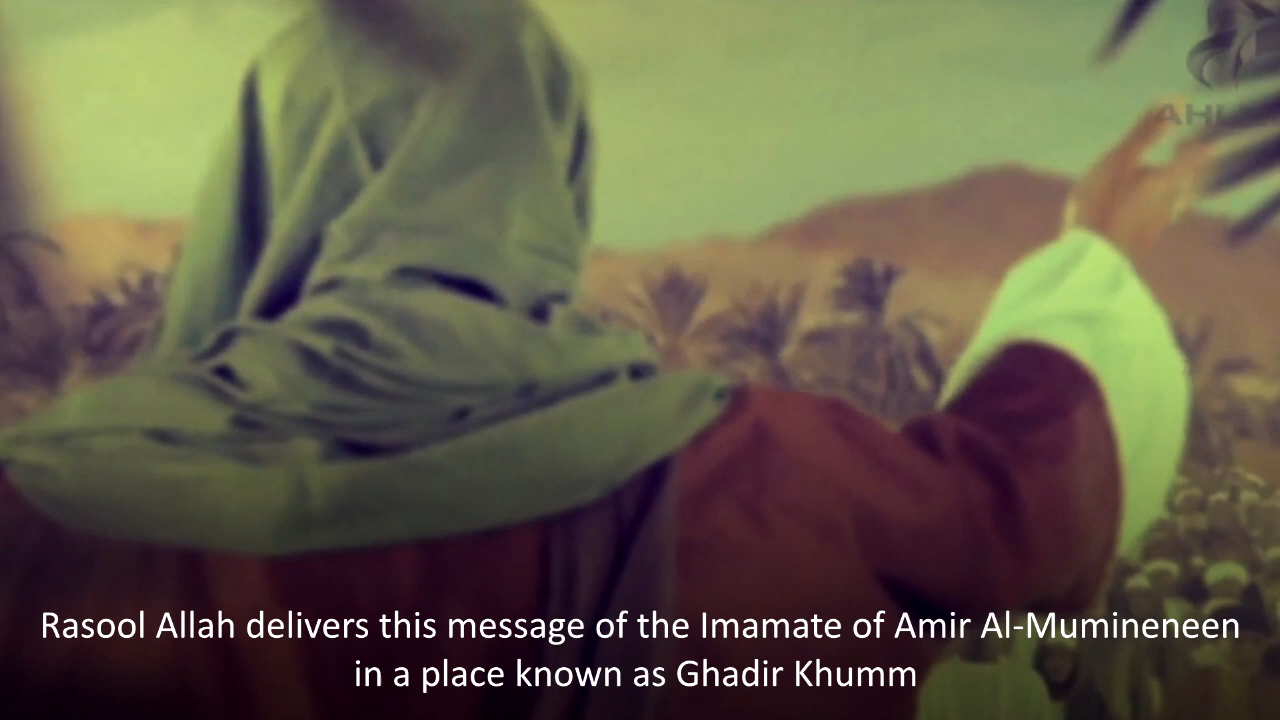 Rasool Allah delivers this message of the Imamate of Amir Al-Mumineneen
in a place known as Ghadir Khumm